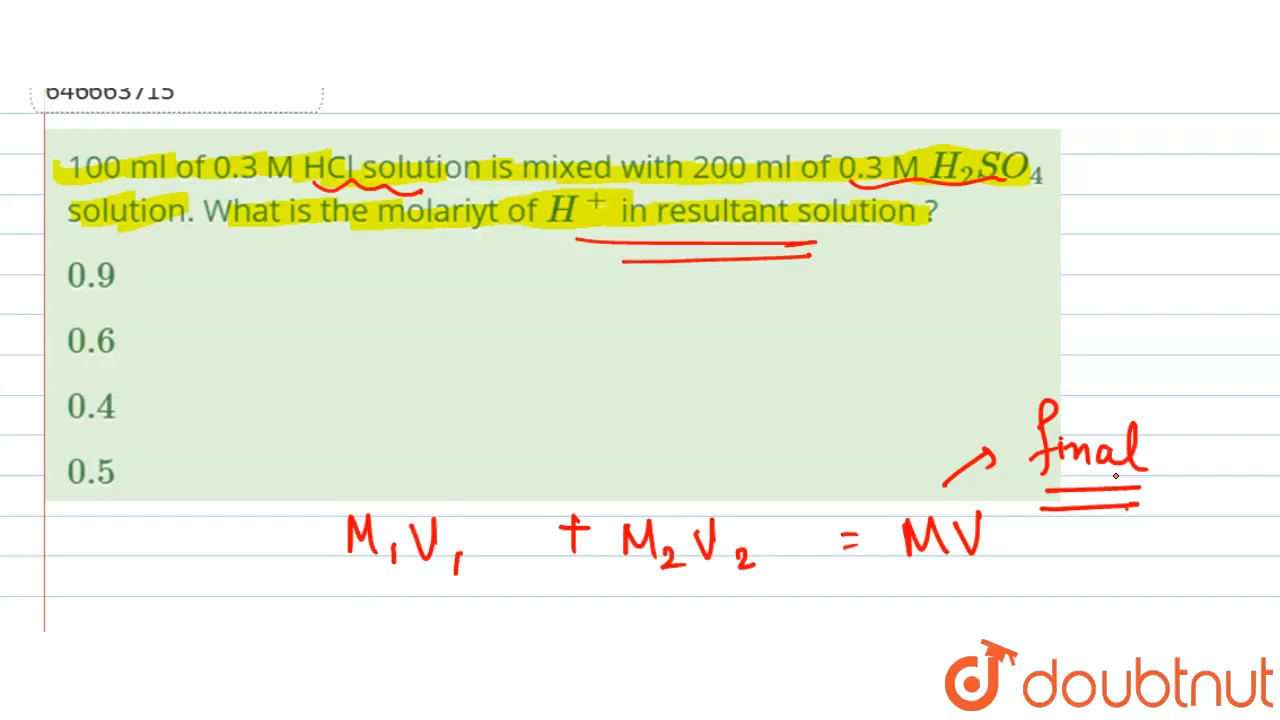 646663715
100 ml of 0.3 M HCl solution is mixed with 200 ml of 0.3 M H₂SO₄
solution. What is the molariyt of H⁺ in resultant solution ?
0.9
0.6
0.4
0.5
final
M₁V₁ + M₂V₂ = MV
doubtnut